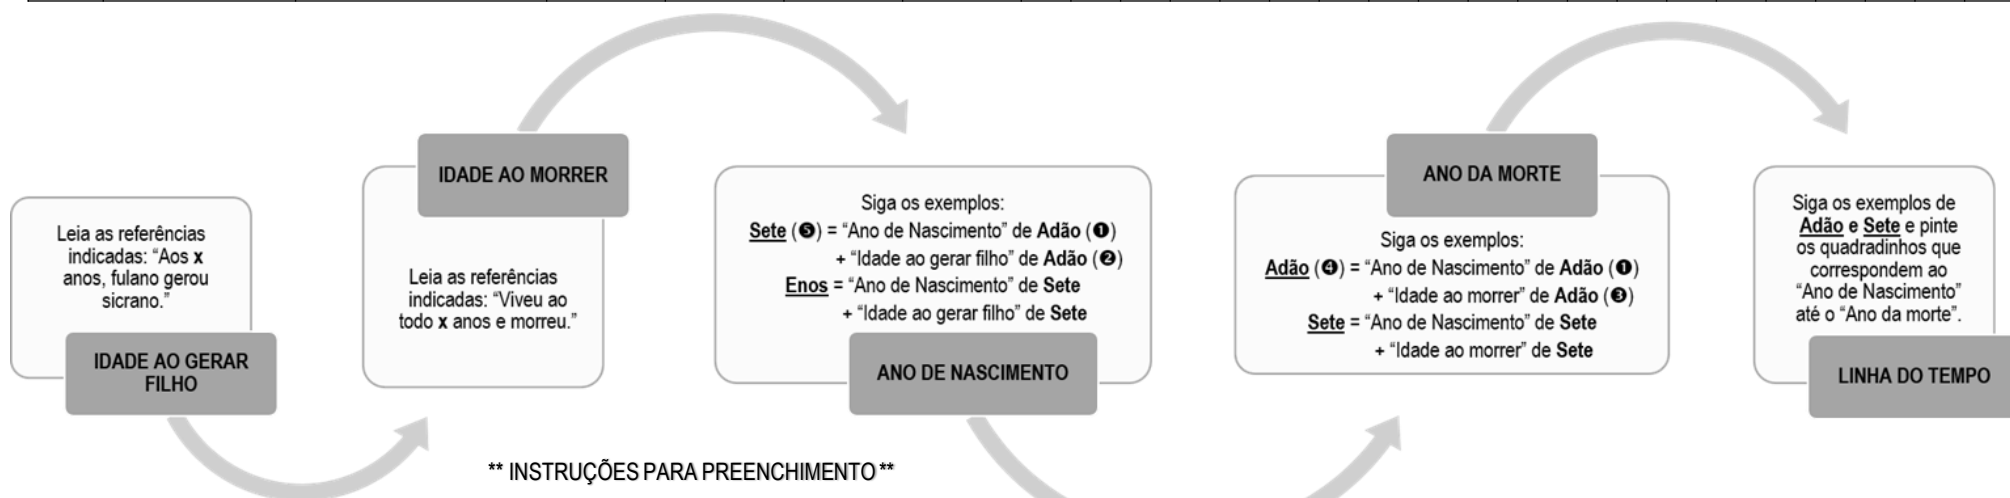 Leia as referências
indicadas: “Aos x
anos, fulano gerou
sicrano.”
IDADE AO GERAR
FILHO
IDADE AO MORRER
Leia as referências
indicadas: “Viveu ao
todo x anos e morreu.”
Siga os exemplos:
Sete (❺) = “Ano de Nascimento” de Adão (❶)
+ “Idade ao gerar filho” de Adão (❷)
Enos = “Ano de Nascimento” de Sete
+ “Idade ao gerar filho” de Sete
ANO DE NASCIMENTO
ANO DA MORTE
Siga os exemplos:
Adão (❹) = “Ano de Nascimento” de Adão (❶)
+ “Idade ao morrer” de Adão (❸)
Sete = “Ano de Nascimento” de Sete
+ “Idade ao morrer” de Sete
Siga os exemplos de
Adão e Sete e pinte
os quadradinhos que
correspondem ao
“Ano de Nascimento”
até o “Ano da morte”.
LINHA DO TEMPO
** INSTRUÇÕES PARA PREENCHIMENTO **